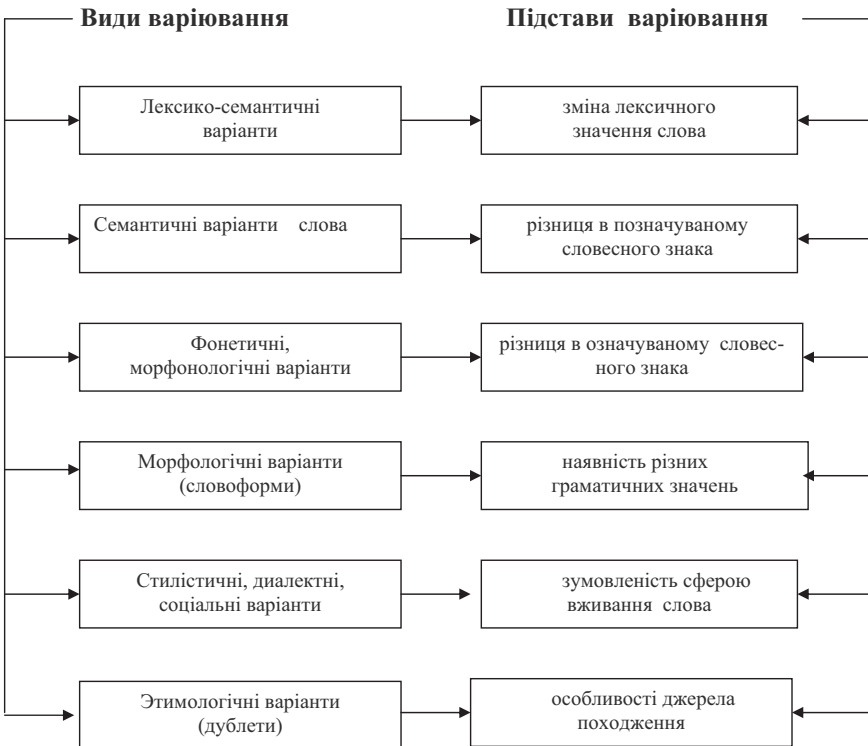 Види варіювання
Підстави варіювання
Лексико-семантичні
варіанти
зміна лексичного
значення слова
Семантичні варіанти слова
різниця в позначуваному
словесного знака
Фонетичні,
морфонологічні варіанти
різниця в означуваному словес-
ного знака
Морфологічні варіанти
(словоформи)
наявність різних
граматичних значень
Стилістичні, диалектні,
соціальні варіанти
зумовленість сферою
вживання слова
Этимологічні варіанти
(дублети)
особливості джерела
походження